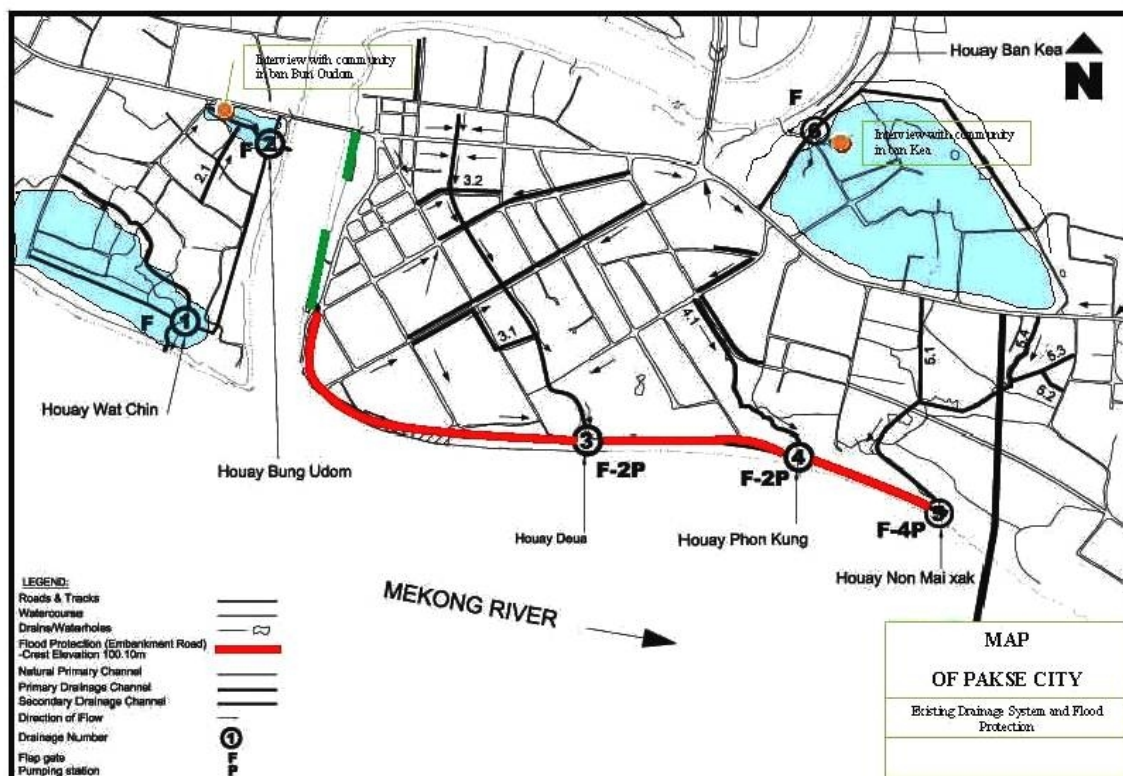 Interview with community
in ban Bun Oudom
Houay Ban Kea
N
F
6
Interview with community
in ban Kea
F
2
2.1
3.2
1
F
3.1
4.1
5.1
5.4
5.3
5.2
Houay Wat Chin
Houay Bung Udom
3
F-2P
4
F-2P
5
F-4P
Houay Deua
Houay Phon Kung
Houay Non Mai xak
MEKONG RIVER
LEGEND:
Roads & Tracks
Watercourse
Drains/Waterholes
Flood Protection (Embankment Road)
-Crest Elevation 100.10m
Natural Primary Channel
Primary Drainage Channel
Secondary Drainage Channel
Direction of Flow
Drainage Number
1
Flap gate
F
Pumping station
P
MAP
OF PAKSE CITY
Existing Drainage System and Flood
Protection